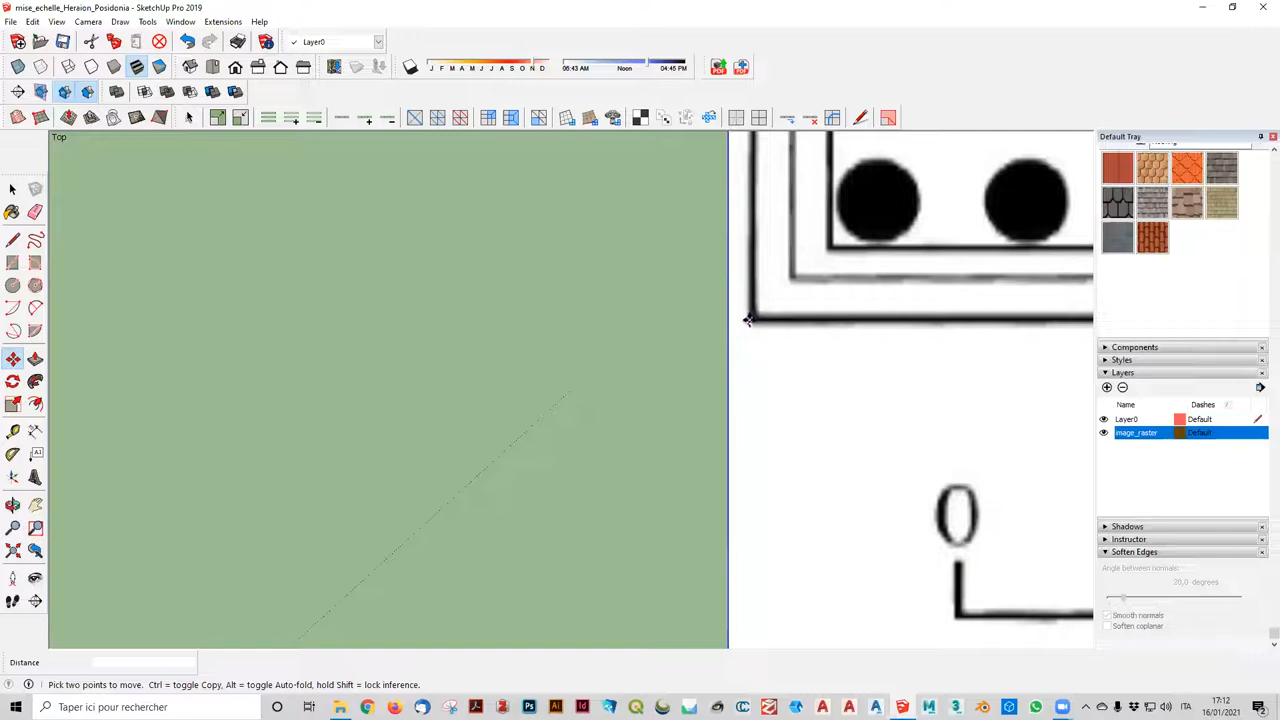 mise_echelle_Heraion_Posidonia - SketchUp Pro 2019
File Edit View Camera Draw Tools Window Extensions Help
Layer0
J F M A M J J A S O N D
06:43 AM Noon 04:45 PM
Top
Default Tray
Components
Styles
Layers
Name Dashes
Layer0 Default
image_raster Default
0
Shadows
Instructor
Soften Edges
Angle between normals:
20,0 degrees
Smooth normals
Soften coplanar
Distance
Pick two points to move. Ctrl = toggle Copy, Alt = toggle Auto-fold, hold Shift = lock inference.
Taper ici pour rechercher
ITA
17:12
16/01/2021